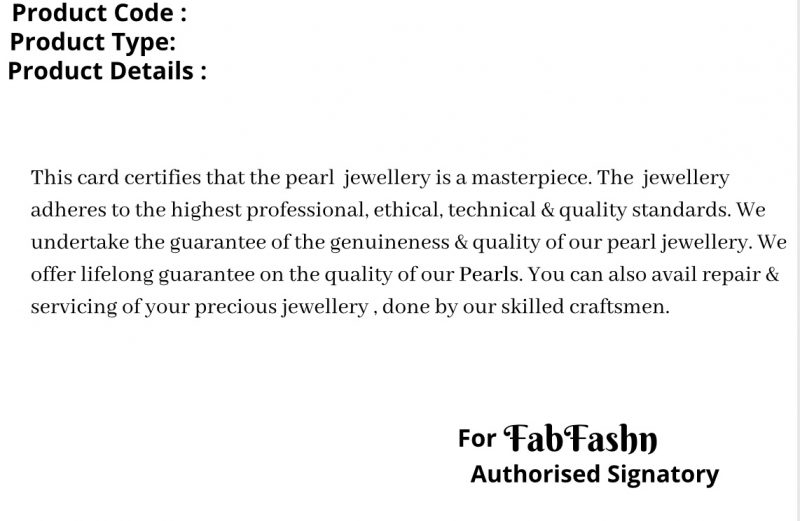 Product Code :
Product Type:
Product Details :
This card certifies that the pearl jewellery is a masterpiece. The jewellery
adheres to the highest professional, ethical, technical & quality standards. We
undertake the guarantee of the genuineness & quality of our pearl jewellery. We
offer lifelong guarantee on the quality of our Pearls. You can also avail repair &
servicing of your precious jewellery , done by our skilled craftsmen.
For FabFashn
Authorised Signatory